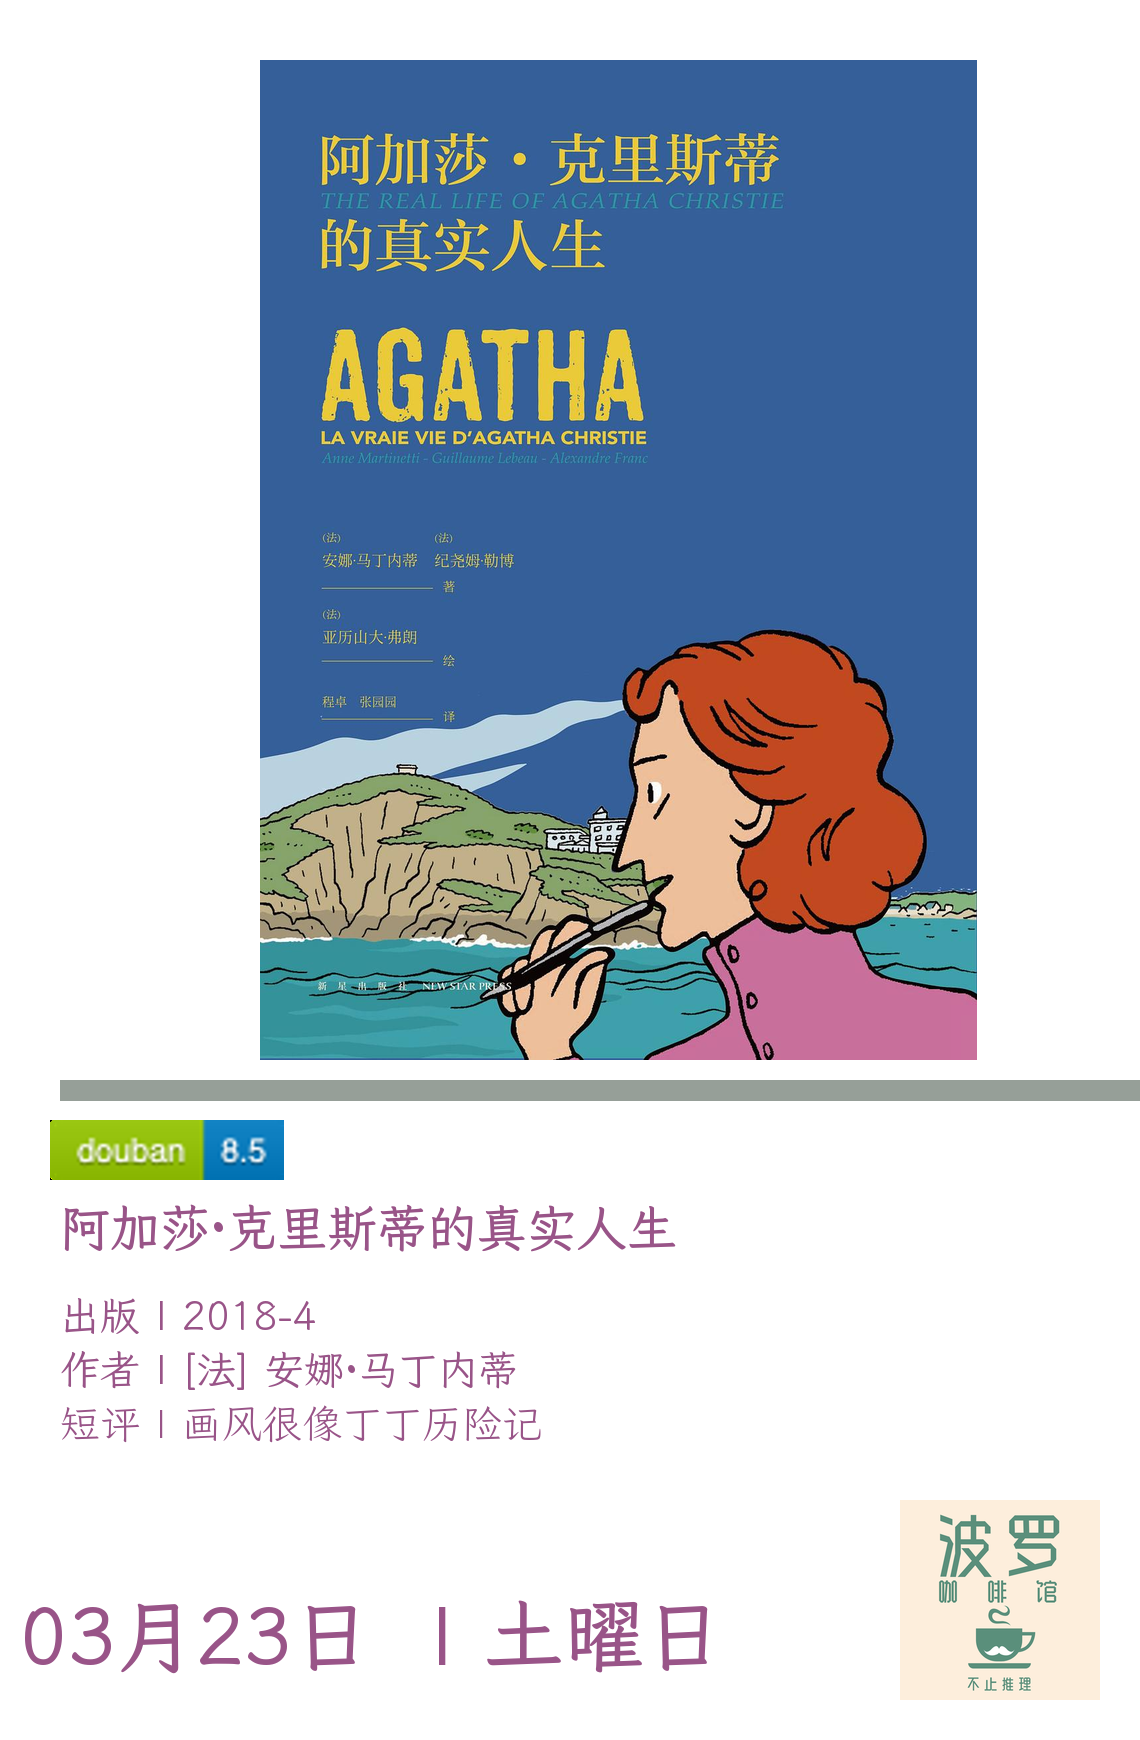 阿加莎·克里斯蒂
THE REAL LIFE OF AGATHA CHRISTIE
的真实人生
AGATHA
LA VRAIE VIE D'AGATHA CHRISTIE
Anne Martinetti - Guillaume Lebeau - Alexandre Franc
(法) (法)
安娜·马丁内蒂 纪尧姆·勒博
著
(法)
亚历山大·弗朗
绘
程卓 张园园
译
新星出版社 NEW STAR PRESS
douban 8.5
阿加莎·克里斯蒂的真实人生
出版 | 2018-4
作者 | [法] 安娜·马丁内蒂
短评 | 画风很像丁丁历险记
03月23日 | 土曜日
波罗
咖啡馆
不止推理